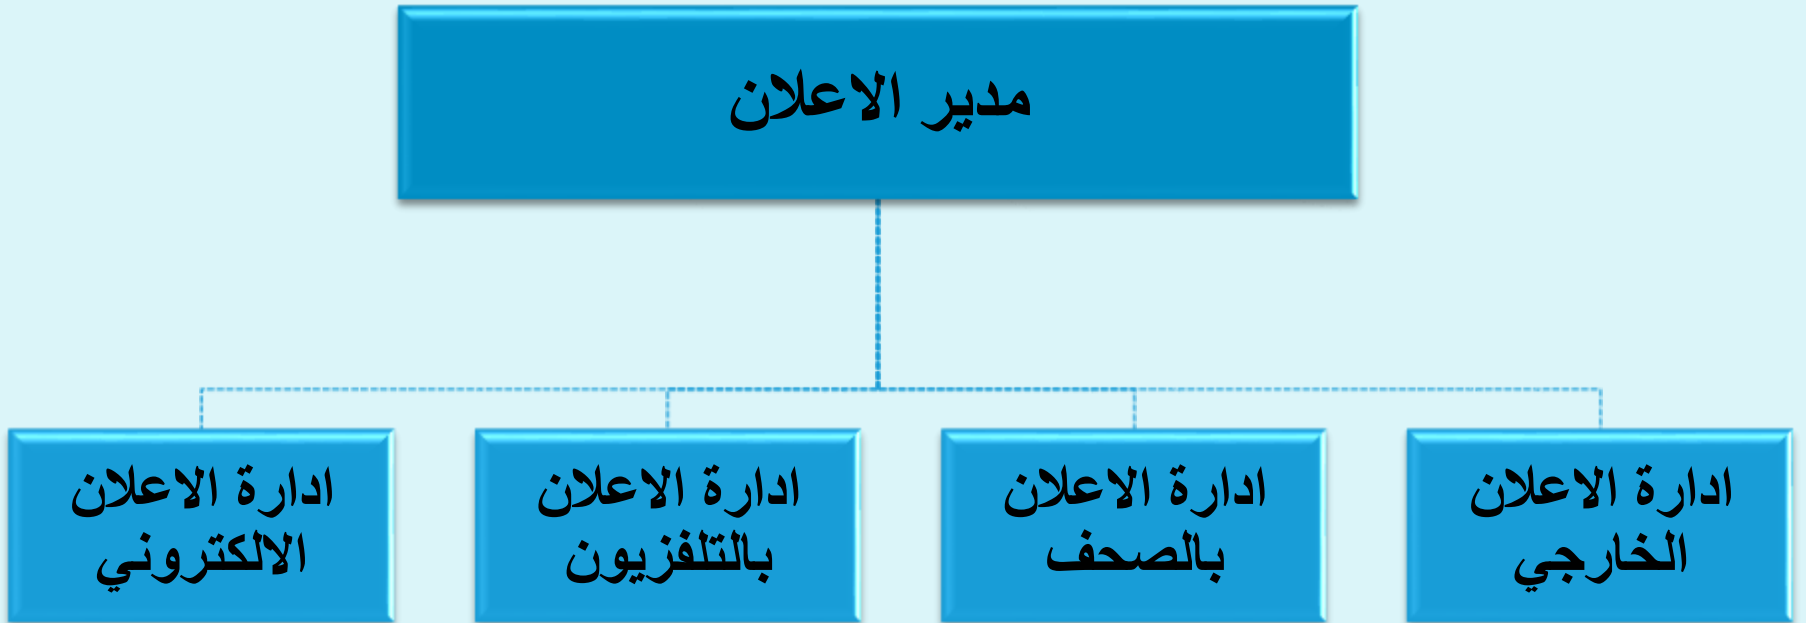 مدير الاعلان
ادارة الاعلان
الخارجي
ادارة الاعلان
بالصحف
ادارة الاعلان
بالتلفزيون
ادارة الاعلان
الالكتروني